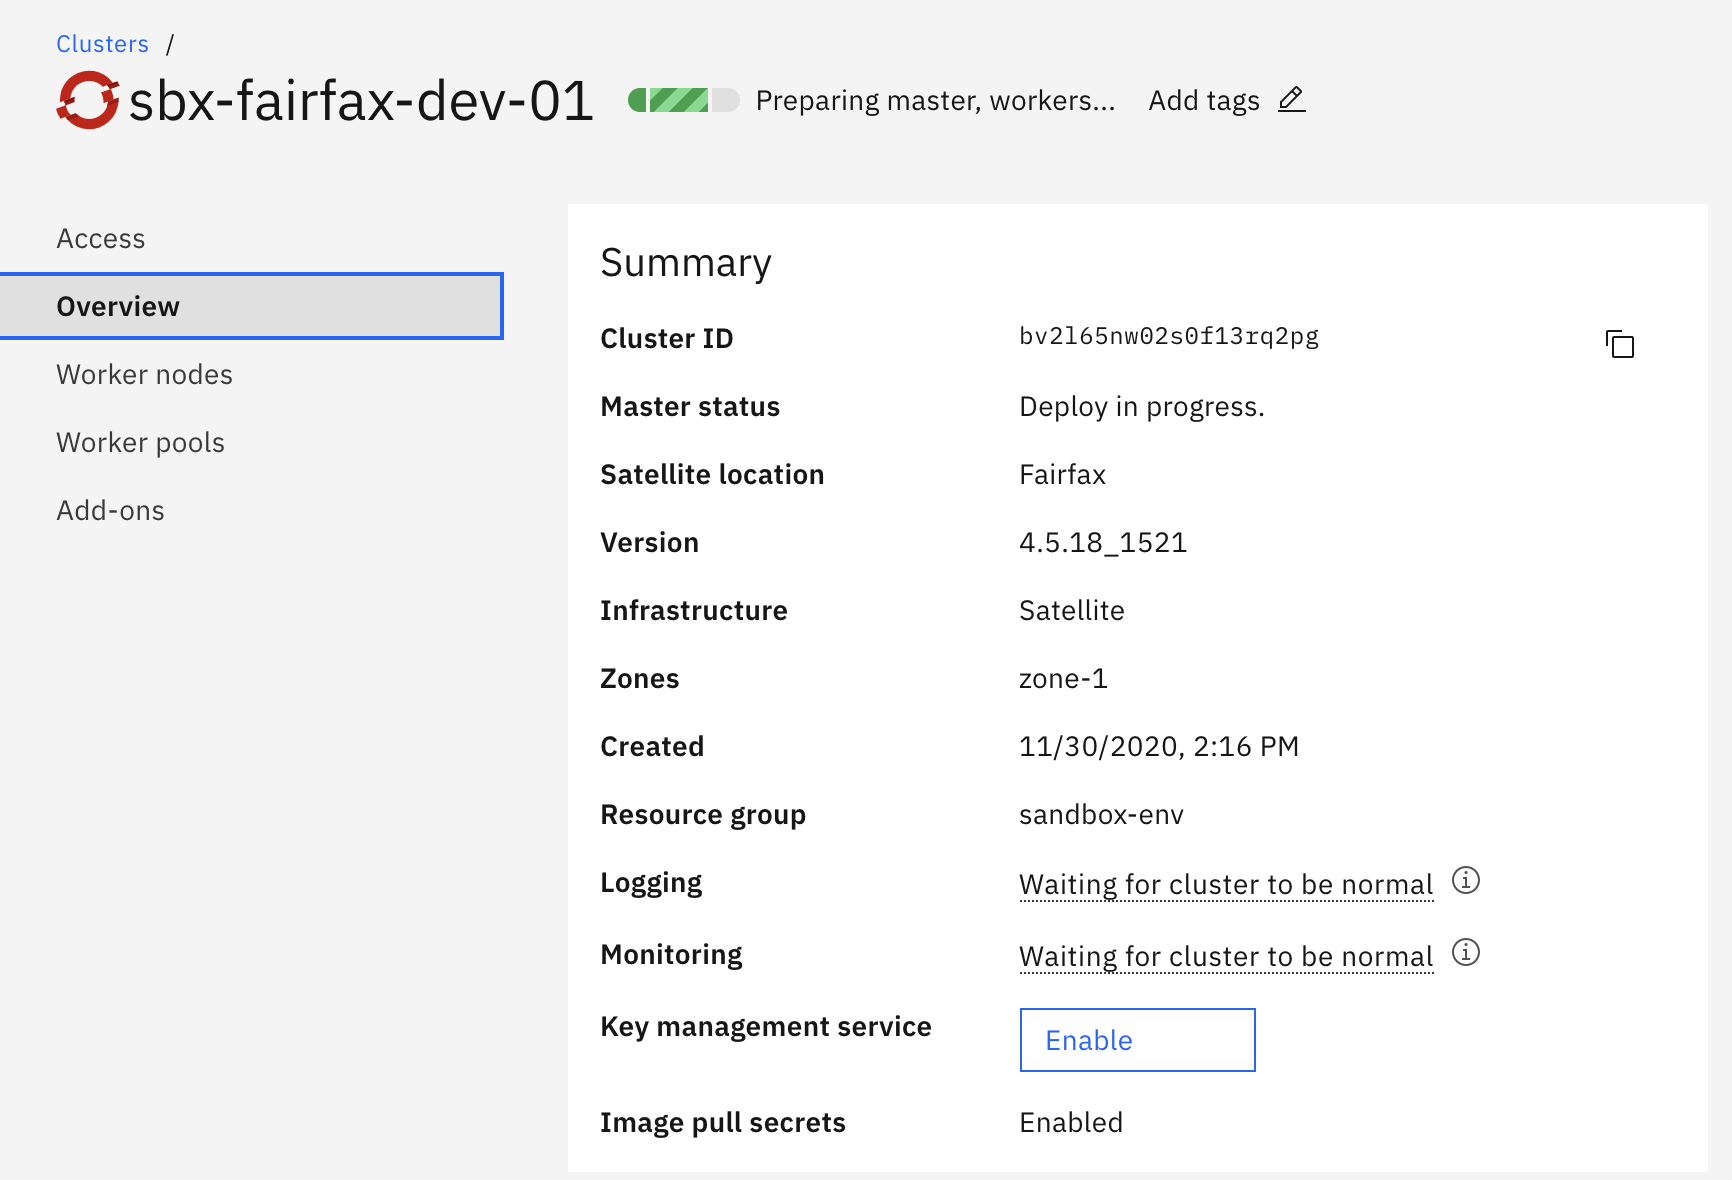 Clusters /
sbx-fairfax-dev-01 Preparing master, workers... Add tags
Access
Overview
Worker nodes
Worker pools
Add-ons
Summary
Cluster ID bv2l65nw02s0f13rq2pg
Master status Deploy in progress.
Satellite location Fairfax
Version 4.5.18_1521
Infrastructure Satellite
Zones zone-1
Created 11/30/2020, 2:16 PM
Resource group sandbox-env
Logging Waiting for cluster to be normal
Monitoring Waiting for cluster to be normal
Key management service Enable
Image pull secrets Enabled